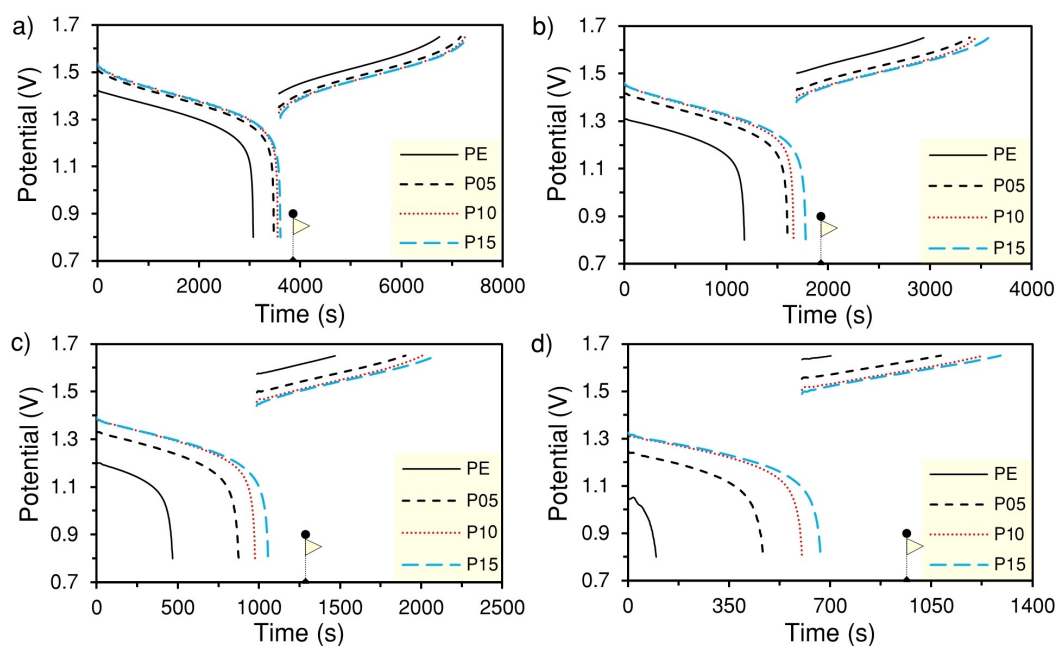 a)
1.7
1.5
1.3
1.1
0.9
0.7
Potential (V)
PE
P05
P10
P15
0 2000 4000 6000 8000
Time (s)
b)
1.7
1.5
1.3
1.1
0.9
0.7
Potential (V)
PE
P05
P10
P15
0 1000 2000 3000 4000
Time (s)
c)
1.7
1.5
1.3
1.1
0.9
0.7
Potential (V)
PE
P05
P10
P15
0 500 1000 1500 2000 2500
Time (s)
d)
1.7
1.5
1.3
1.1
0.9
0.7
Potential (V)
PE
P05
P10
P15
0 350 700 1050 1400
Time (s)